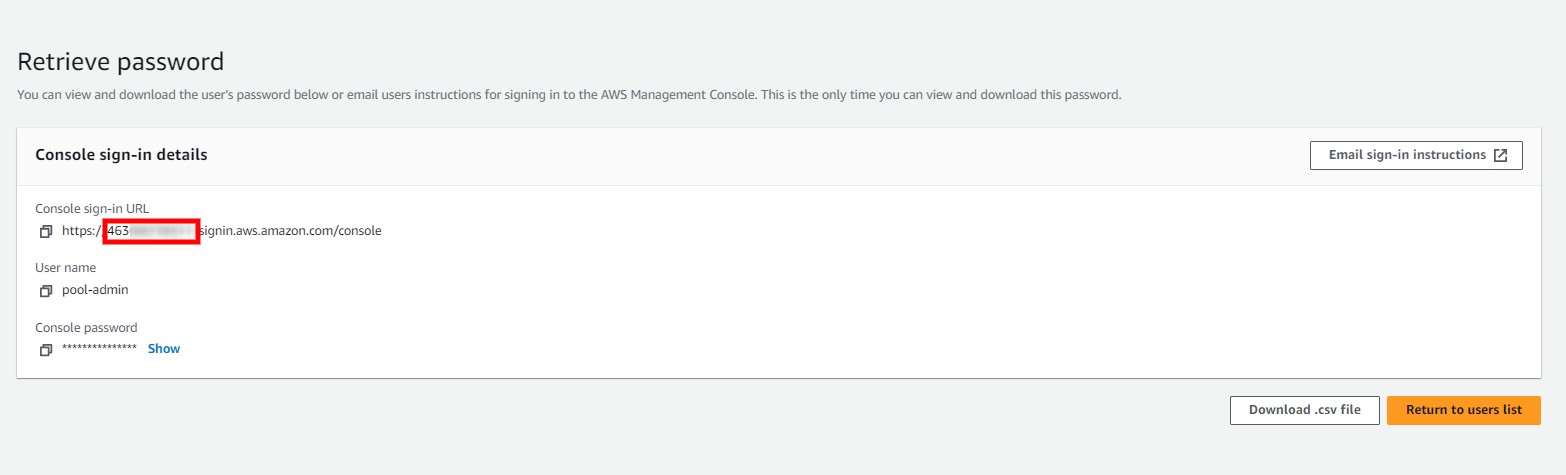 Retrieve password
You can view and download the user's password below or email users instructions for signing in to the AWS Management Console. This is the only time you can view and download this password.
Console sign-in details
Email sign-in instructions
Console sign-in URL
https://463 signin.aws.amazon.com/console
User name
pool-admin
Console password
*************** Show
Download .csv file
Return to users list